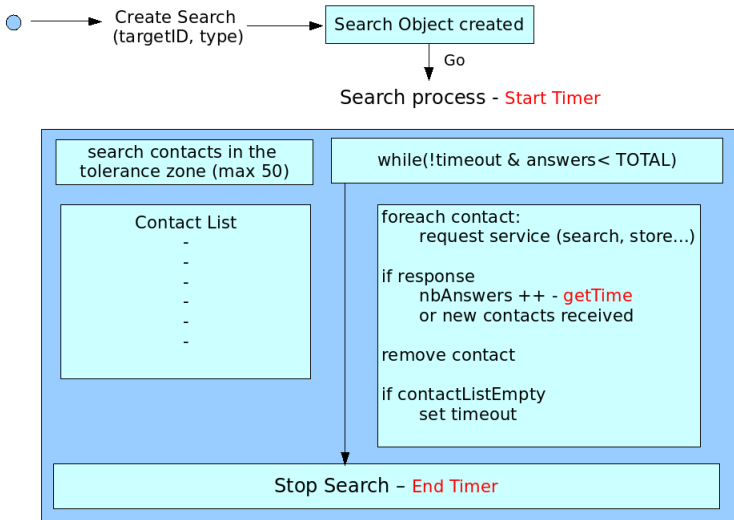 Create Search
(targetID, type)
Search Object created
Go
Search process - Start Timer
search contacts in the
tolerance zone (max 50)
while(!timeout & answers< TOTAL)
Contact List
-
-
-
-
-
-
foreach contact:
request service (search, store...)
if response
nbAnswers ++ - getTime
or new contacts received
remove contact
if contactListEmpty
set timeout
Stop Search – End Timer